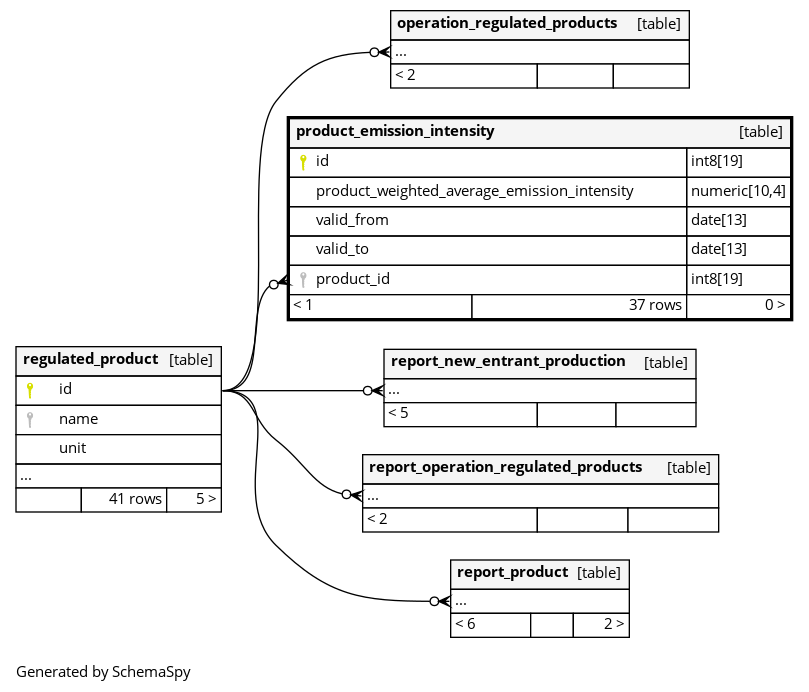 operation_regulated_products [table]
...
< 2
product_emission_intensity [table]
id int8[19]
product_weighted_average_emission_intensity numeric[10,4]
valid_from date[13]
valid_to date[13]
product_id int8[19]
< 1 37 rows 0 >
regulated_product [table]
id
name
unit
...
41 rows 5 >
report_new_entrant_production [table]
...
< 5
report_operation_regulated_products [table]
...
< 2
report_product [table]
...
< 6 2 >
Generated by SchemaSpy